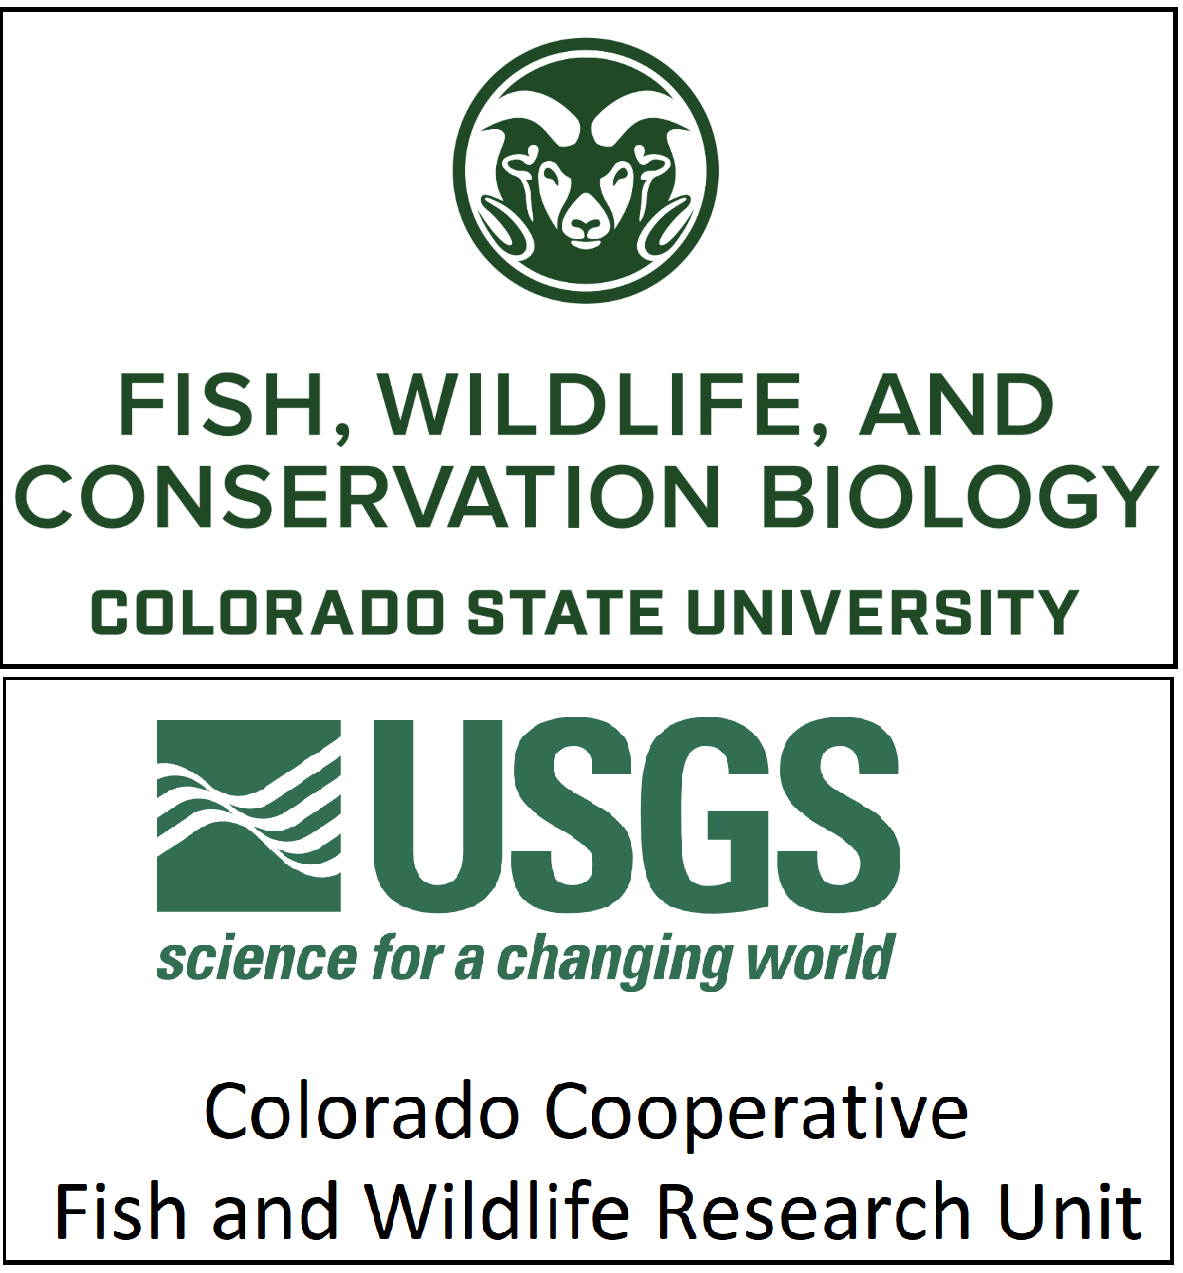 FISH, WILDLIFE, AND
CONSERVATION BIOLOGY
COLORADO STATE UNIVERSITY
USGS
science for a changing world
Colorado Cooperative
Fish and Wildlife Research Unit